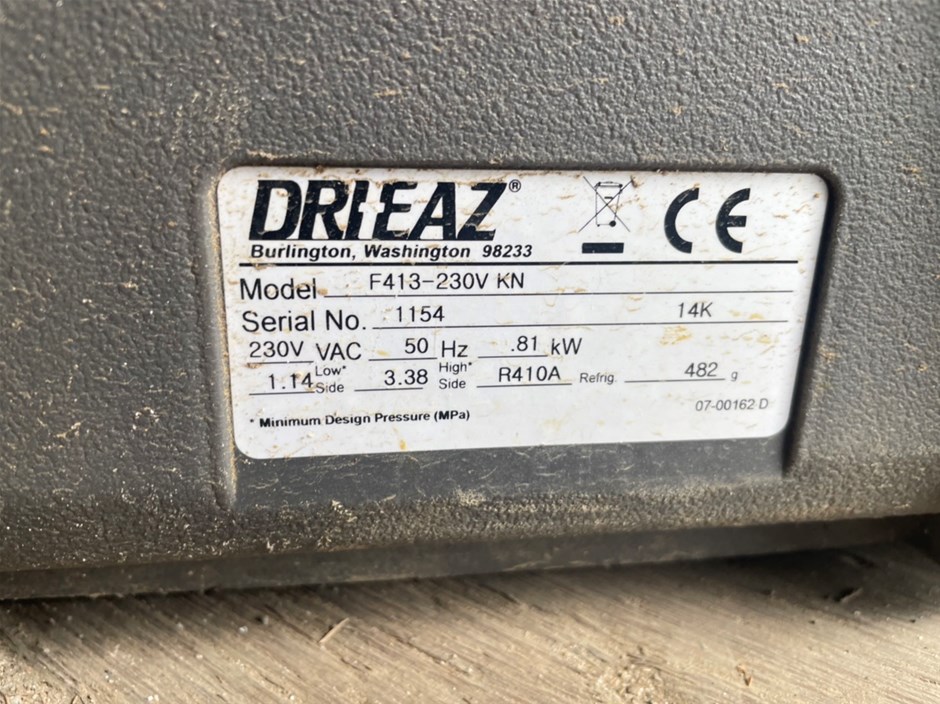 DRIEAZ®
Burlington, Washington 98233
CE
Model F413-230V KN
Serial No. 1154 14K
230V VAC 50 Hz .81 kW
1.14 Low* Side 3.38 High* Side R410A Refrig. 482 g
* Minimum Design Pressure (MPa)
07-00162 D